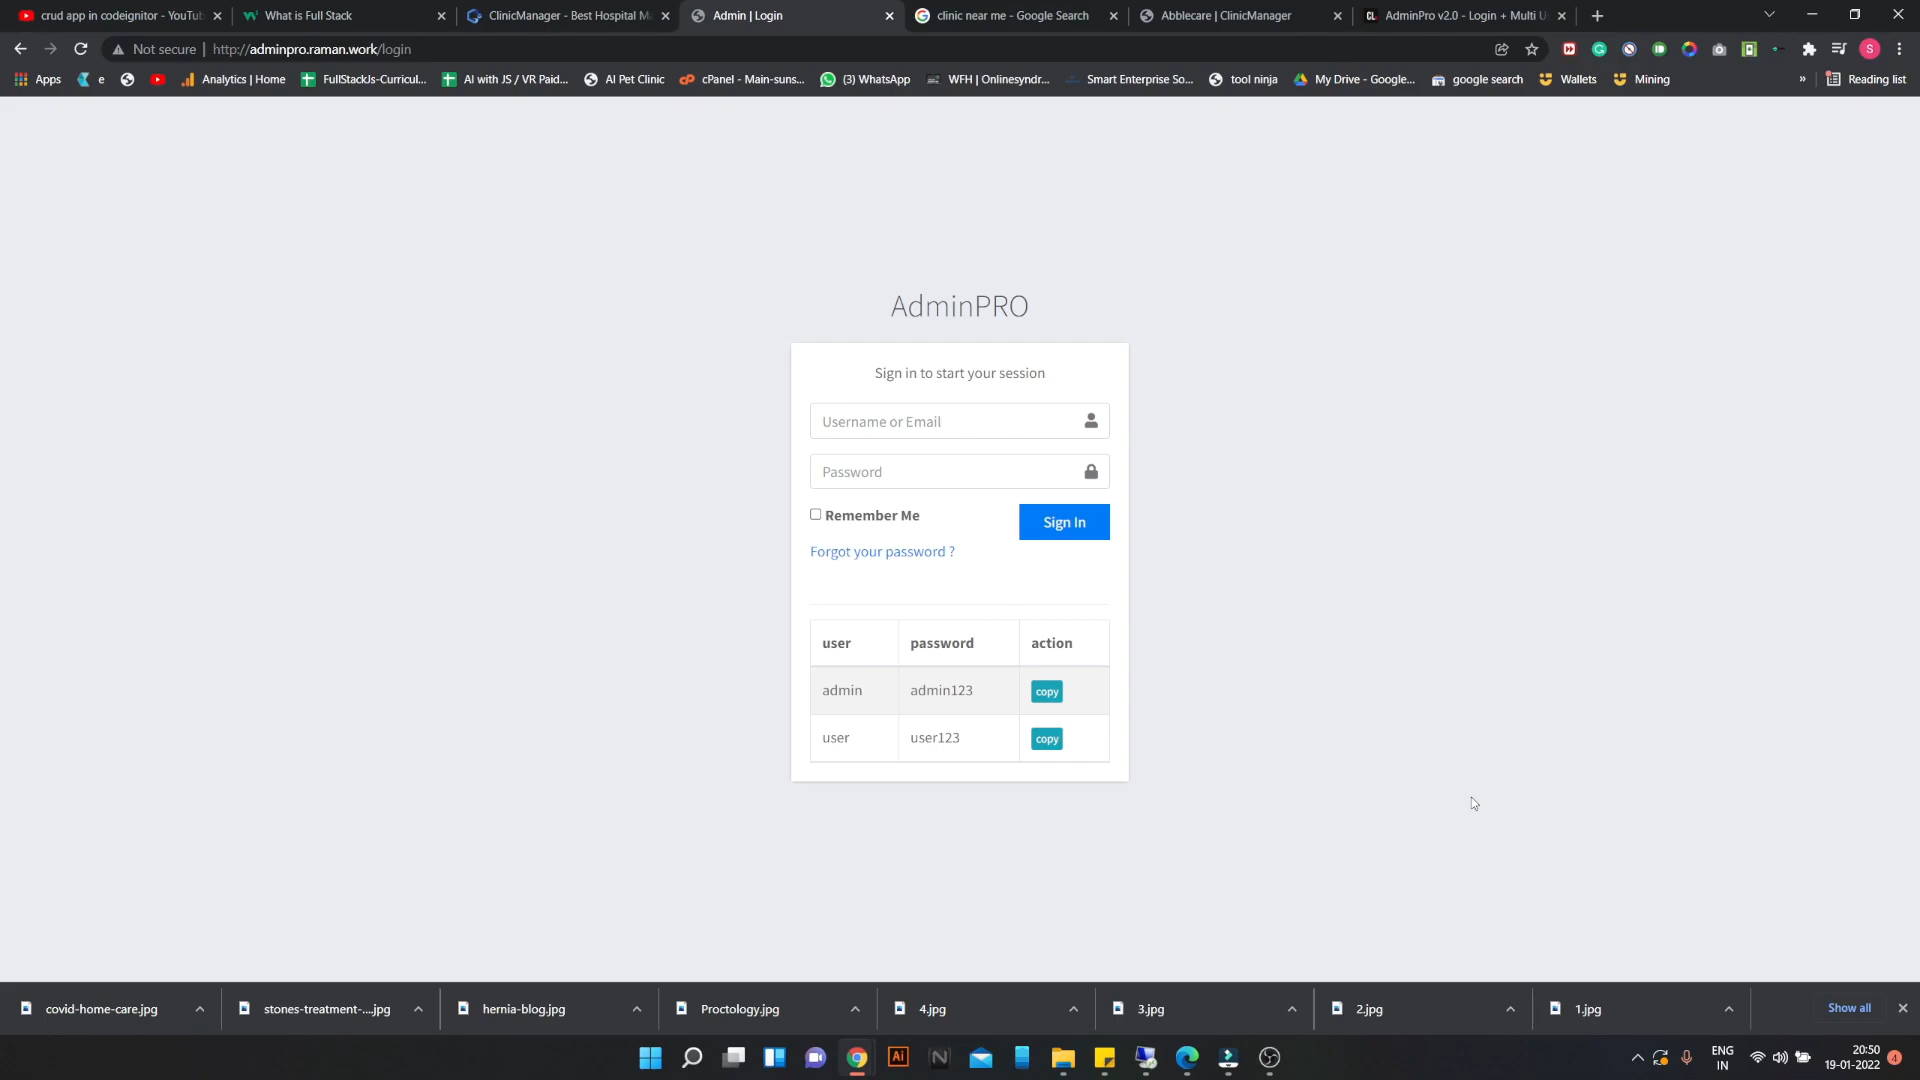 crud app in codeignitor - YouTub
What is Full Stack
ClinicManager - Best Hospital Ma
Admin | Login
clinic near me - Google Search
Abblecare | ClinicManager
AdminPro v2.0 - Login + Multi U
Not secure
http://adminpro.raman.work/login
S
Apps
e
Analytics | Home
FullStackJs-Curricul...
AI with JS / VR Paid...
AI Pet Clinic
cPanel - Main-suns...
(3) WhatsApp
WFH | Onlinesyndr...
Smart Enterprise So...
tool ninja
My Drive - Google...
google search
Wallets
Mining
»
Reading list
AdminPRO
Sign in to start your session
Username or Email
Password
Remember Me
Sign In
Forgot your password ?
user password action
admin admin123 copy
user user123 copy
covid-home-care.jpg
stones-treatment-....jpg
hernia-blog.jpg
Proctology.jpg
4.jpg
3.jpg
2.jpg
1.jpg
Show all
Ai
N
ENG
IN
20:50
19-01-2022
4